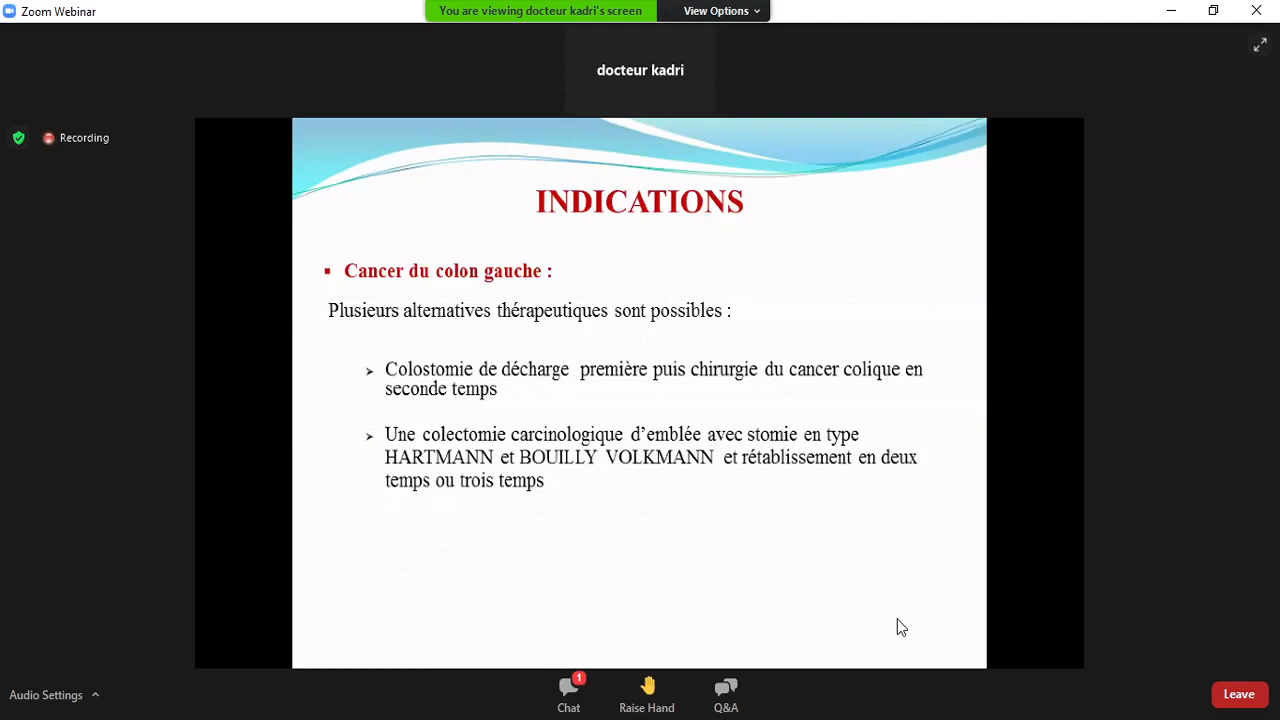 Zoom Webinar
You are viewing docteur kadri's screen
View Options
docteur kadri
Recording
INDICATIONS
▪ Cancer du colon gauche :
Plusieurs alternatives thérapeutiques sont possibles :
➢ Colostomie de décharge première puis chirurgie du cancer colique en
seconde temps
➢ Une colectomie carcinologique d’emblée avec stomie en type
HARTMANN et BOUILLY VOLKMANN et rétablissement en deux
temps ou trois temps
Audio Settings
1
Chat
Raise Hand
Q&A
Leave